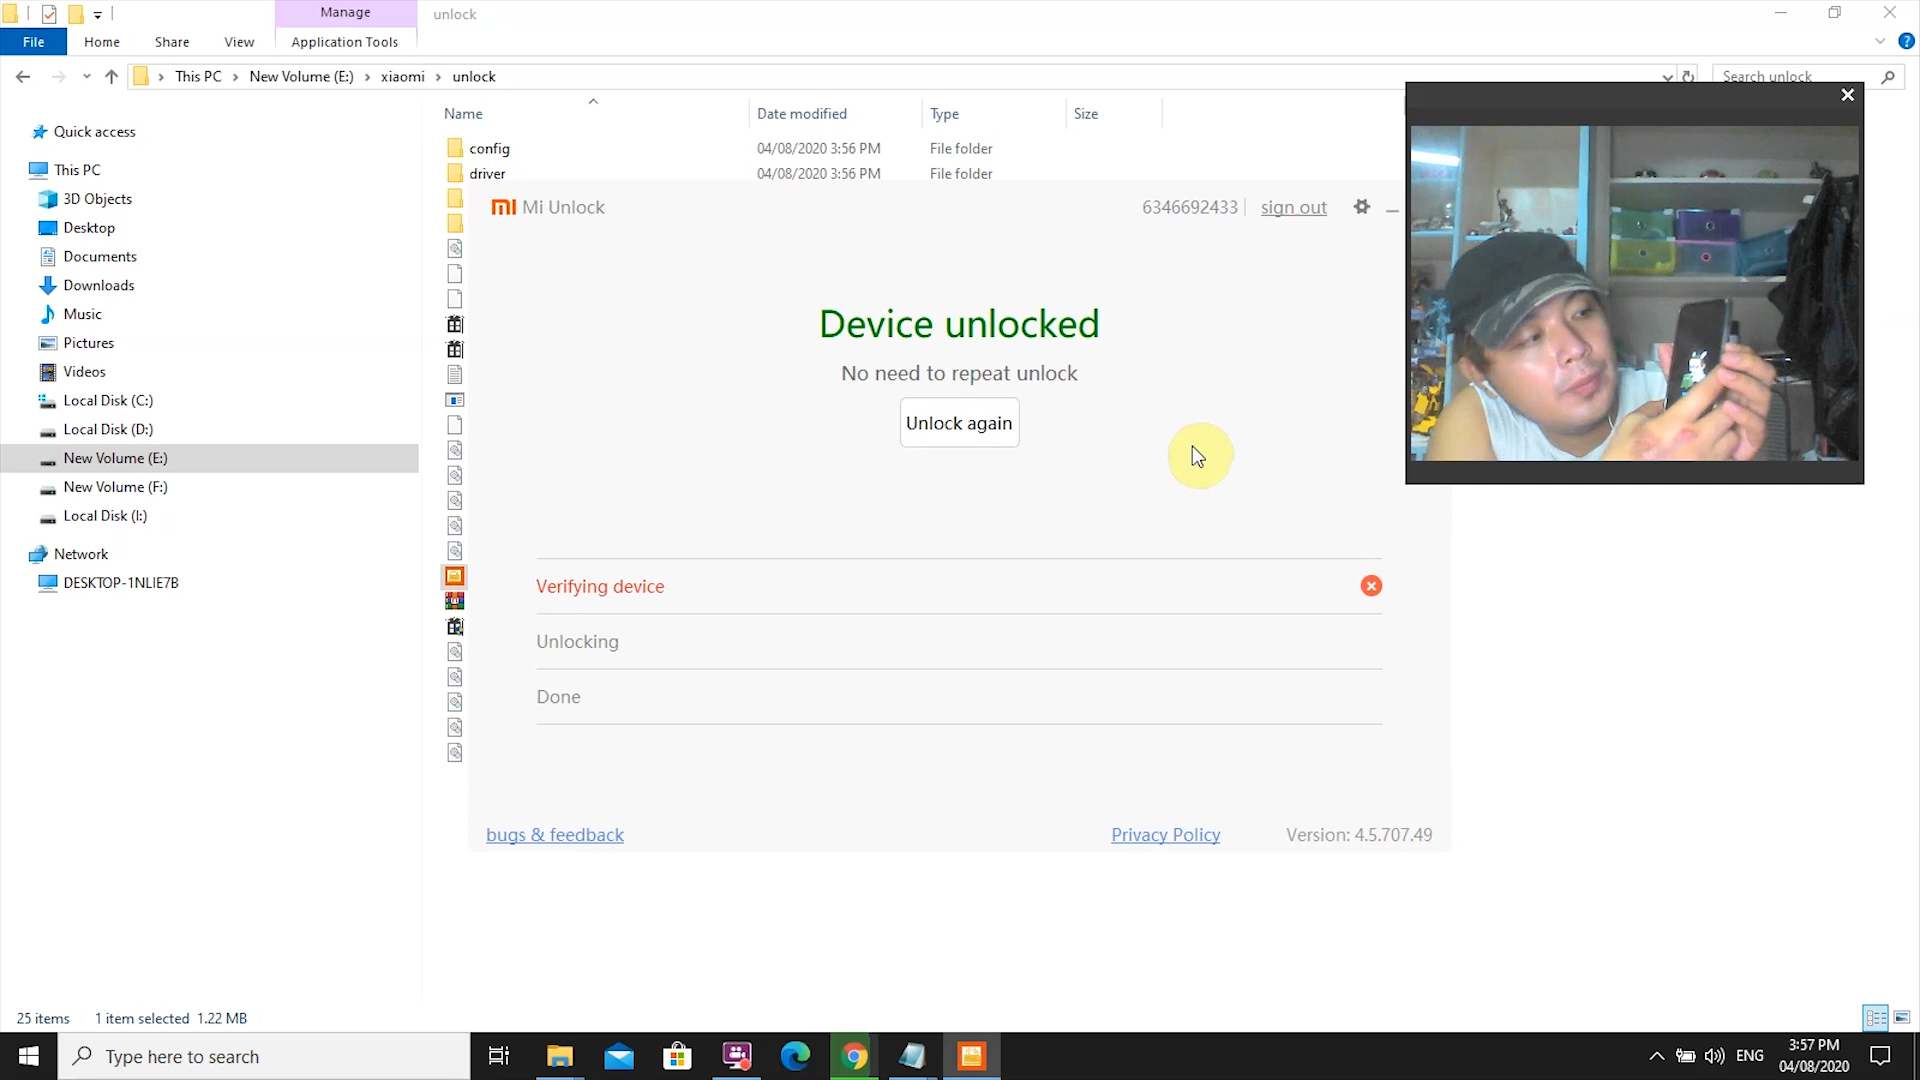 Manage
unlock
File
Home
Share
View
Application Tools
This PC
New Volume (E:)
xiaomi
unlock
Search unlock
Name
Date modified
Type
Size
Quick access
This PC
3D Objects
Desktop
Documents
Downloads
Music
Pictures
Videos
Local Disk (C:)
Local Disk (D:)
New Volume (E:)
New Volume (F:)
Local Disk (I:)
Network
DESKTOP-1NLIE7B
config 04/08/2020 3:56 PM File folder
driver 04/08/2020 3:56 PM File folder
Mi Unlock
6346692433
sign out
Device unlocked
No need to repeat unlock
Unlock again
Verifying device
Unlocking
Done
bugs & feedback
Privacy Policy
Version: 4.5.707.49
25 items 1 item selected 1.22 MB
Type here to search
ENG
3:57 PM
04/08/2020